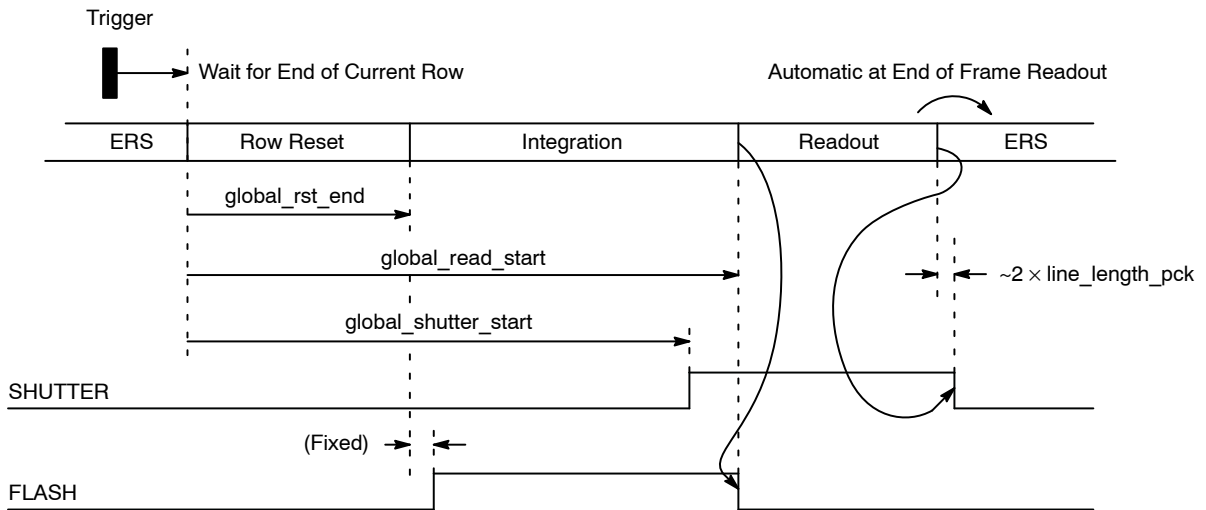 Trigger
Wait for End of Current Row
Automatic at End of Frame Readout
ERS Row Reset Integration Readout ERS
global_rst_end
global_read_start
~2 × line_length_pck
global_shutter_start
SHUTTER
(Fixed)
FLASH